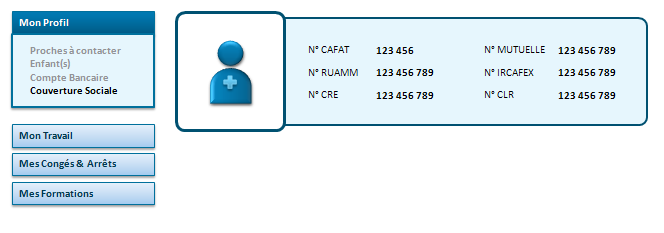 Mon Profil
Proches à contacter
Enfant(s)
Compte Bancaire
Couverture Sociale
Mon Travail
Mes Congés & Arrêts
Mes Formations
N° CAFAT 123 456 N° MUTUELLE 123 456 789
N° RUAMM 123 456 789 N° IRCAFEX 123 456 789
N° CRE 123 456 789 N° CLR 123 456 789